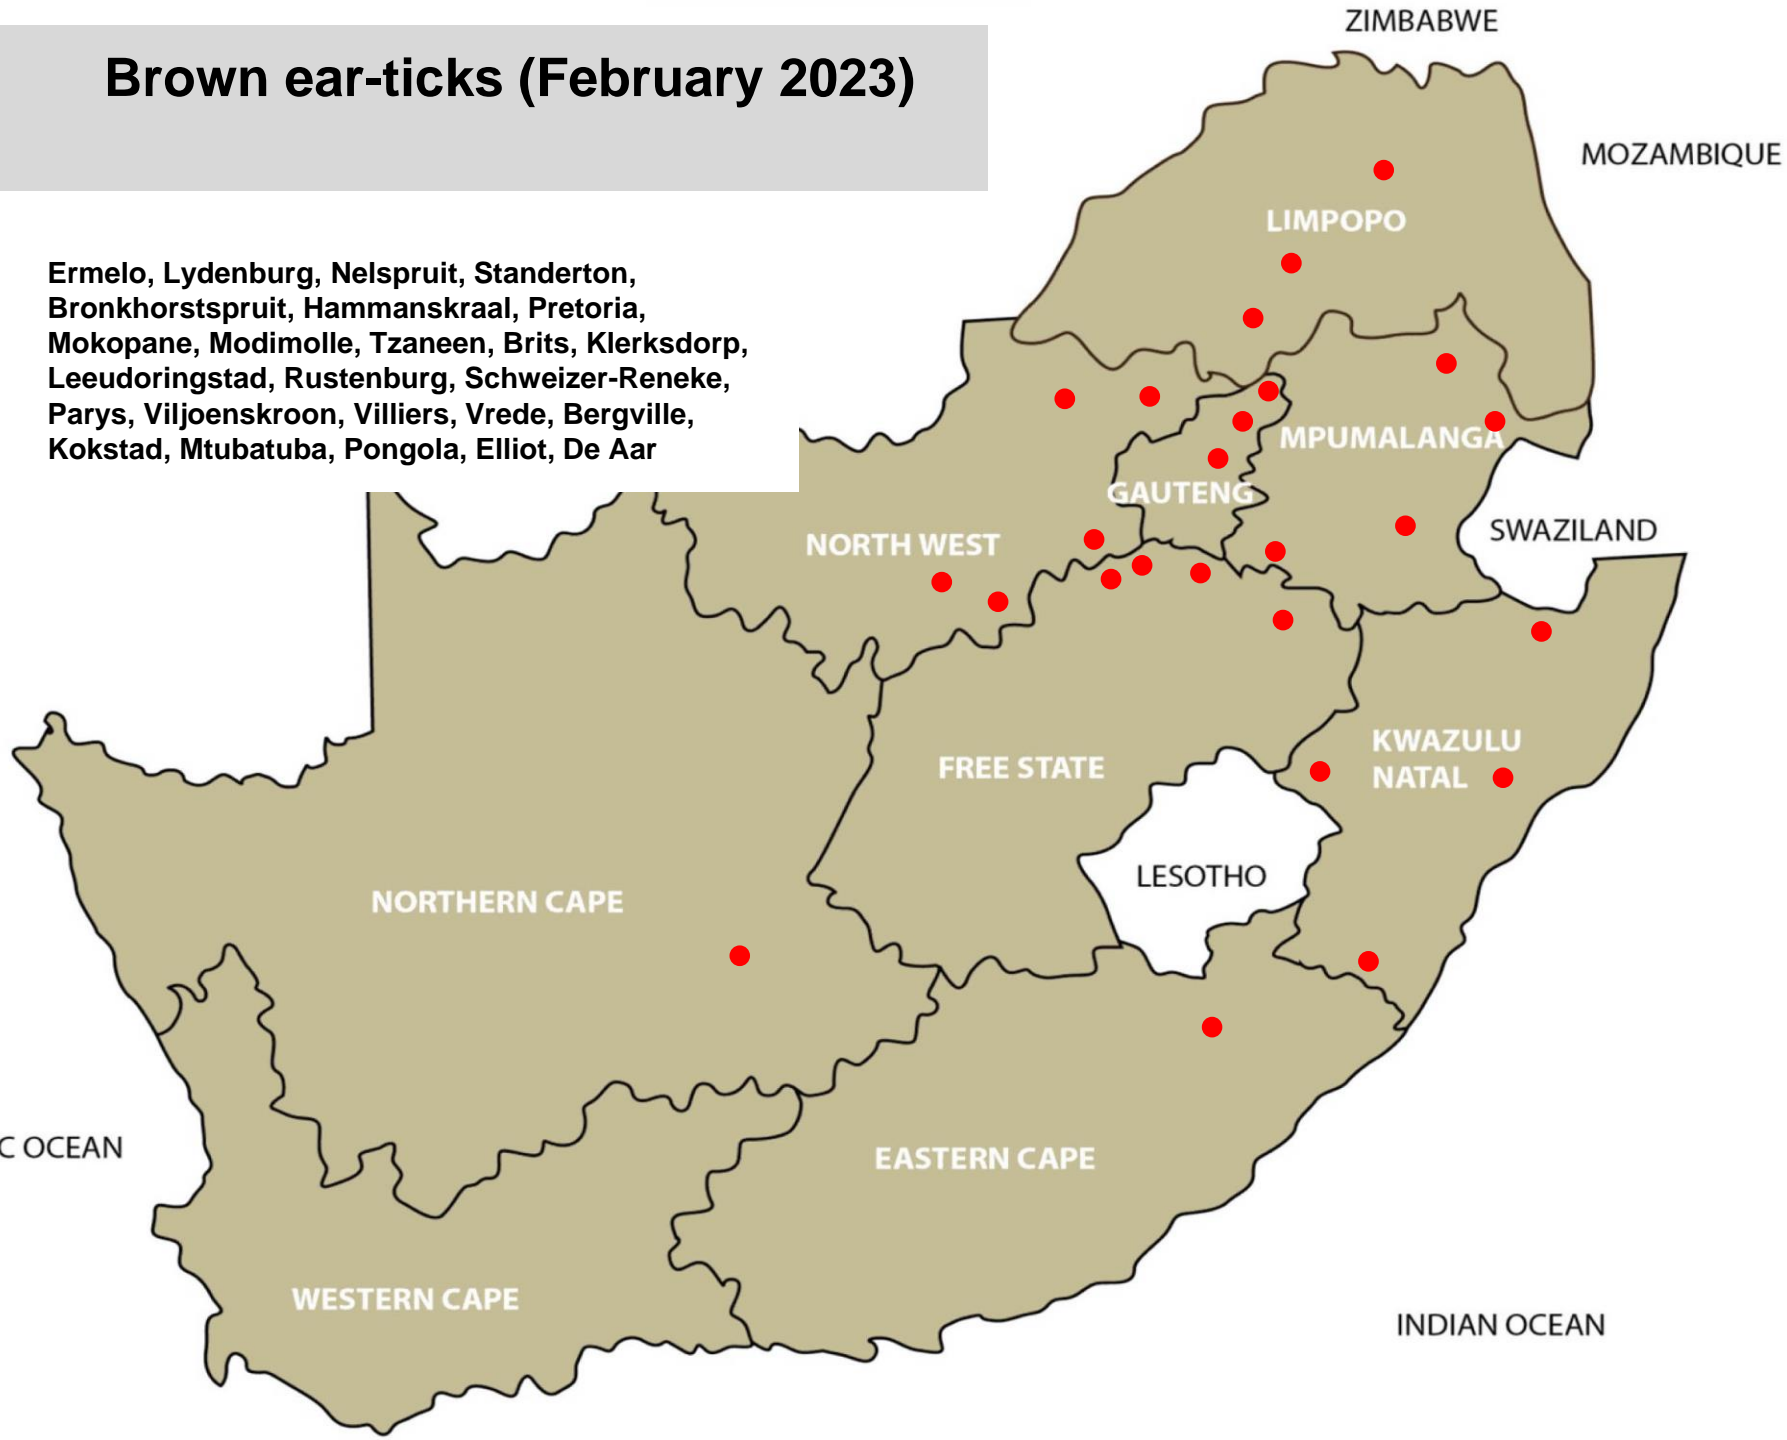 Brown ear-ticks (February 2023)
Ermelo, Lydenburg, Nelspruit, Standerton,
Bronkhorstspruit, Hammanskraal, Pretoria,
Mokopane, Modimolle, Tzaneen, Brits, Klerksdorp,
Leeudoringstad, Rustenburg, Schweizer-Reneke,
Parys, Viljoenskroon, Villiers, Vrede, Bergville,
Kokstad, Mtubatuba, Pongola, Elliot, De Aar
ZIMBABWE
MOZAMBIQUE
LIMPOPO
MPUMALANGA
GAUTENG
NORTH WEST
SWAZILAND
KWAZULU
NATAL
FREE STATE
LESOTHO
NORTHERN CAPE
C OCEAN
EASTERN CAPE
WESTERN CAPE
INDIAN OCEAN